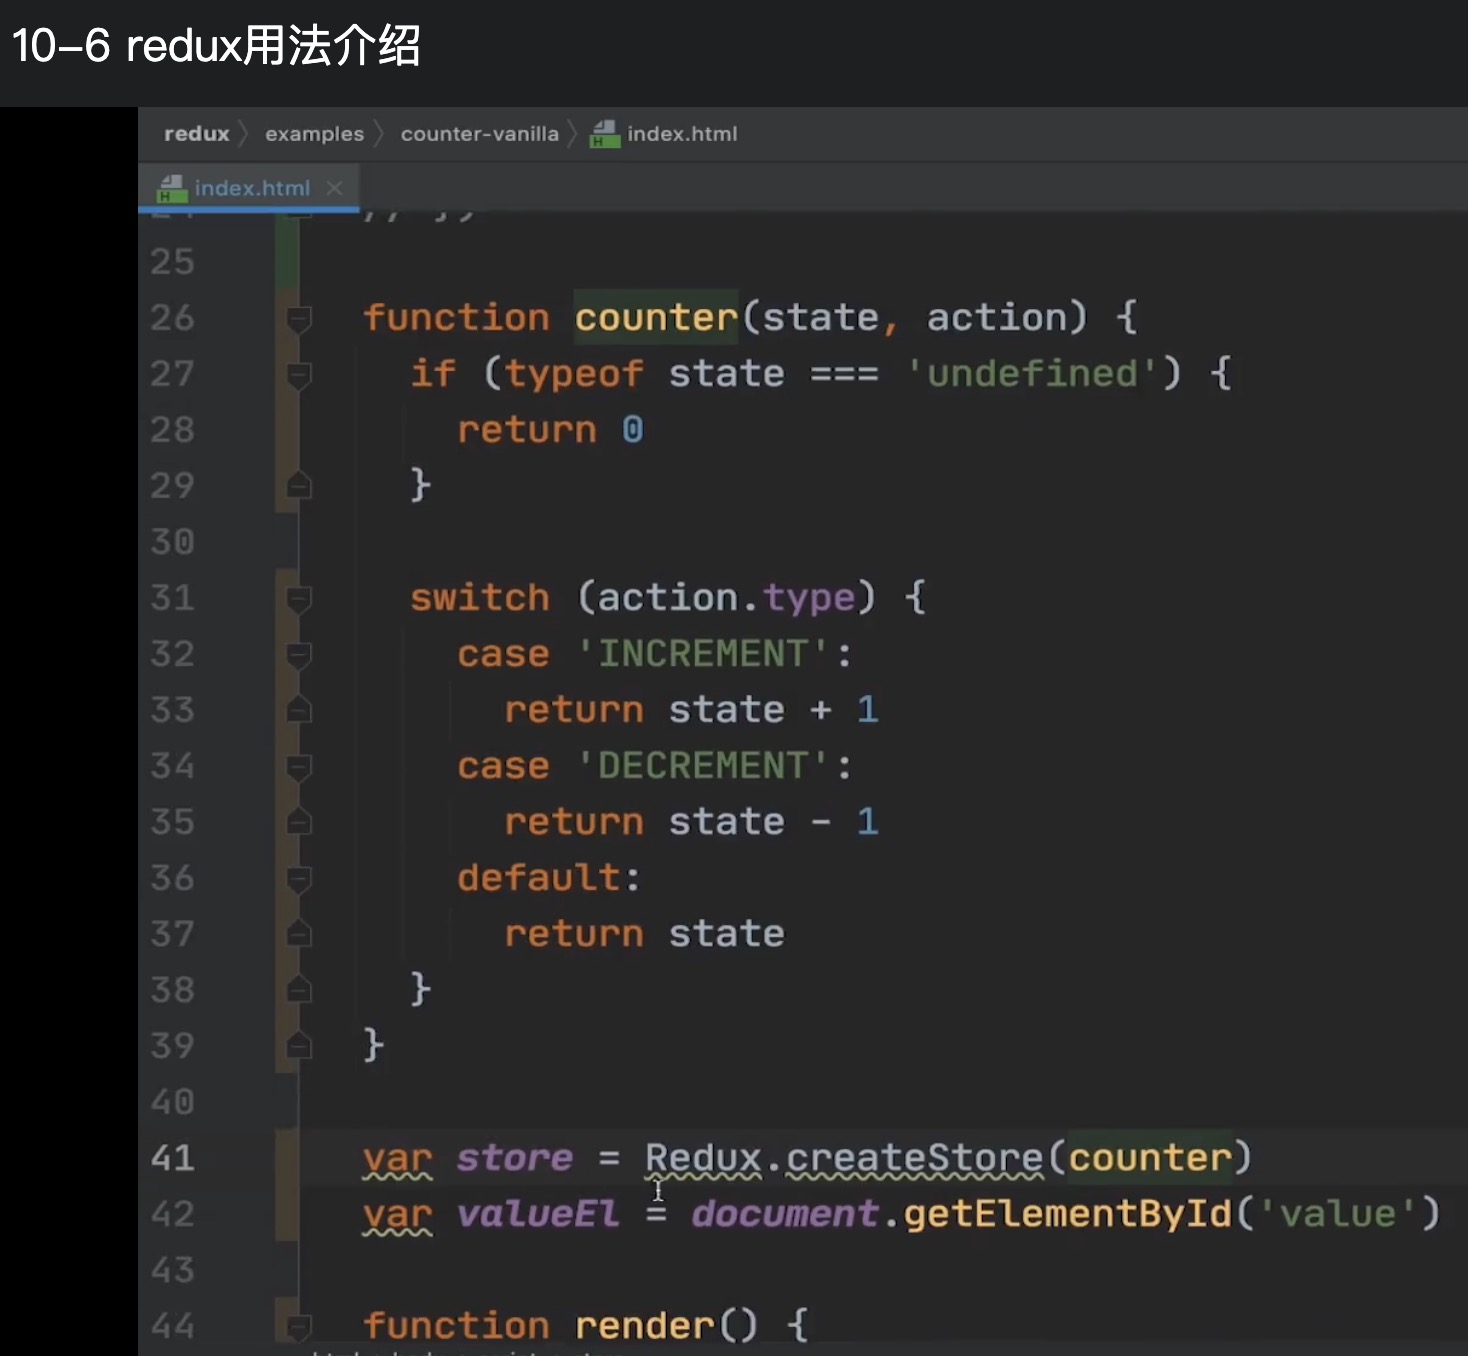 10-6 redux用法介绍
redux examples counter-vanilla index.html
index.html
25
26 function counter(state, action) {
27 if (typeof state === 'undefined') {
28 return 0
29 }
30
31 switch (action.type) {
32 case 'INCREMENT':
33 return state + 1
34 case 'DECREMENT':
35 return state - 1
36 default:
37 return state
38 }
39 }
40
41 var store = Redux.createStore(counter)
42 var valueEl = document.getElementById('value')
43
44 function render() {